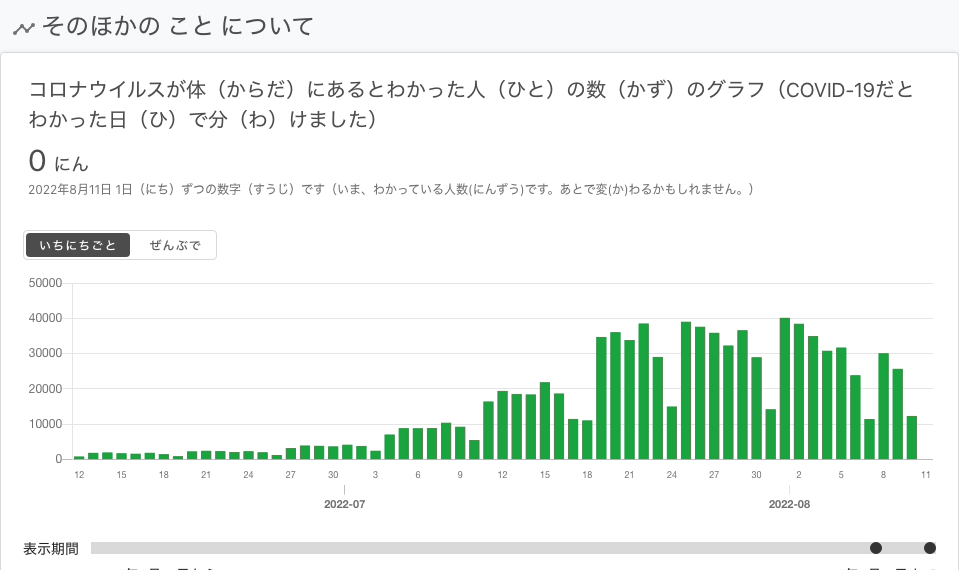 そのほかの こと について
コロナウイルスが体（からだ）にあるとわかった人（ひと）の数（かず）のグラフ（COVID-19だと
わかった日（ひ）で分（わ）けました）
0 にん
2022年8月11日 1日（にち）ずつの数字（すうじ）です（いま、わかっている人数(にんずう)です。あとで変(か)わるかもしれません。）
いちにちごと ぜんぶで
50000
40000
30000
20000
10000
0
12 15 18 21 24 27 30 3 6 9 12 15 18 21 24 27 30 2 5 8 11
2022-07 2022-08
表示期間